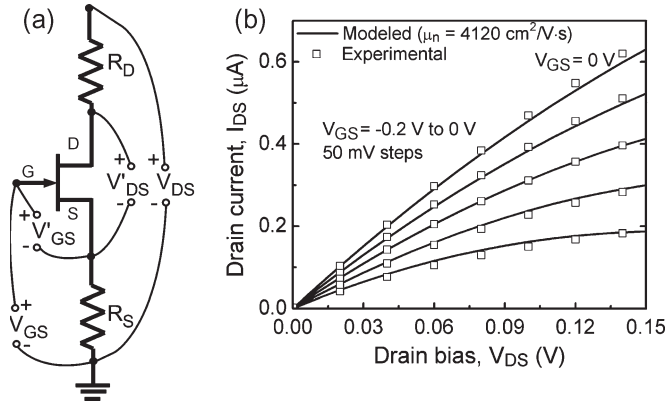 (a)
R_D
D
G
S
+
V'_DS
-
+
V_DS
-
+
V'_GS
-
+
V_GS
-
R_S
(b)
Modeled (μ_n = 4120 cm²/V·s)
Experimental
V_GS = 0 V
V_GS = -0.2 V to 0 V
50 mV steps
Drain current, I_DS (μA)
0.6
0.4
0.2
0.0
0.00 0.03 0.06 0.09 0.12 0.15
Drain bias, V_DS (V)